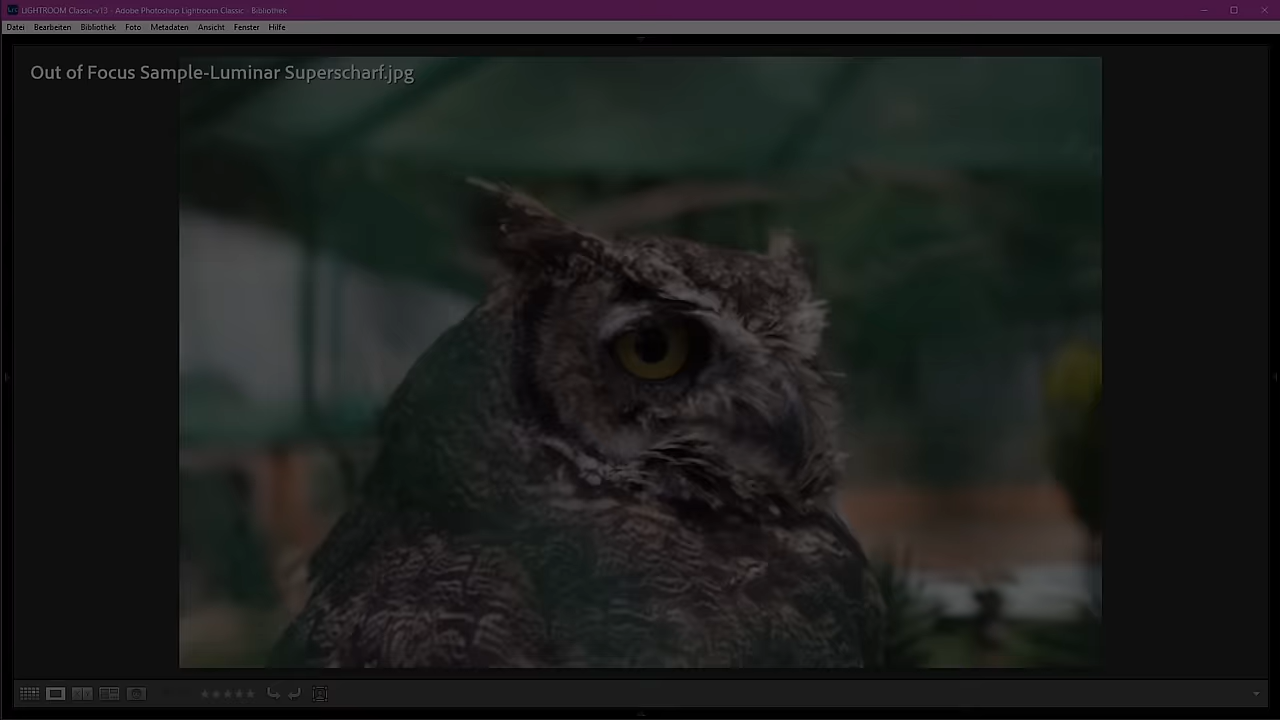 LIGHTROOM Classic-v13 - Adobe Photoshop Lightroom Classic - Bibliothek
Datei Bearbeiten Bibliothek Foto Metadaten Ansicht Fenster Hilfe
Out of Focus Sample-Luminar Superscharf.jpg